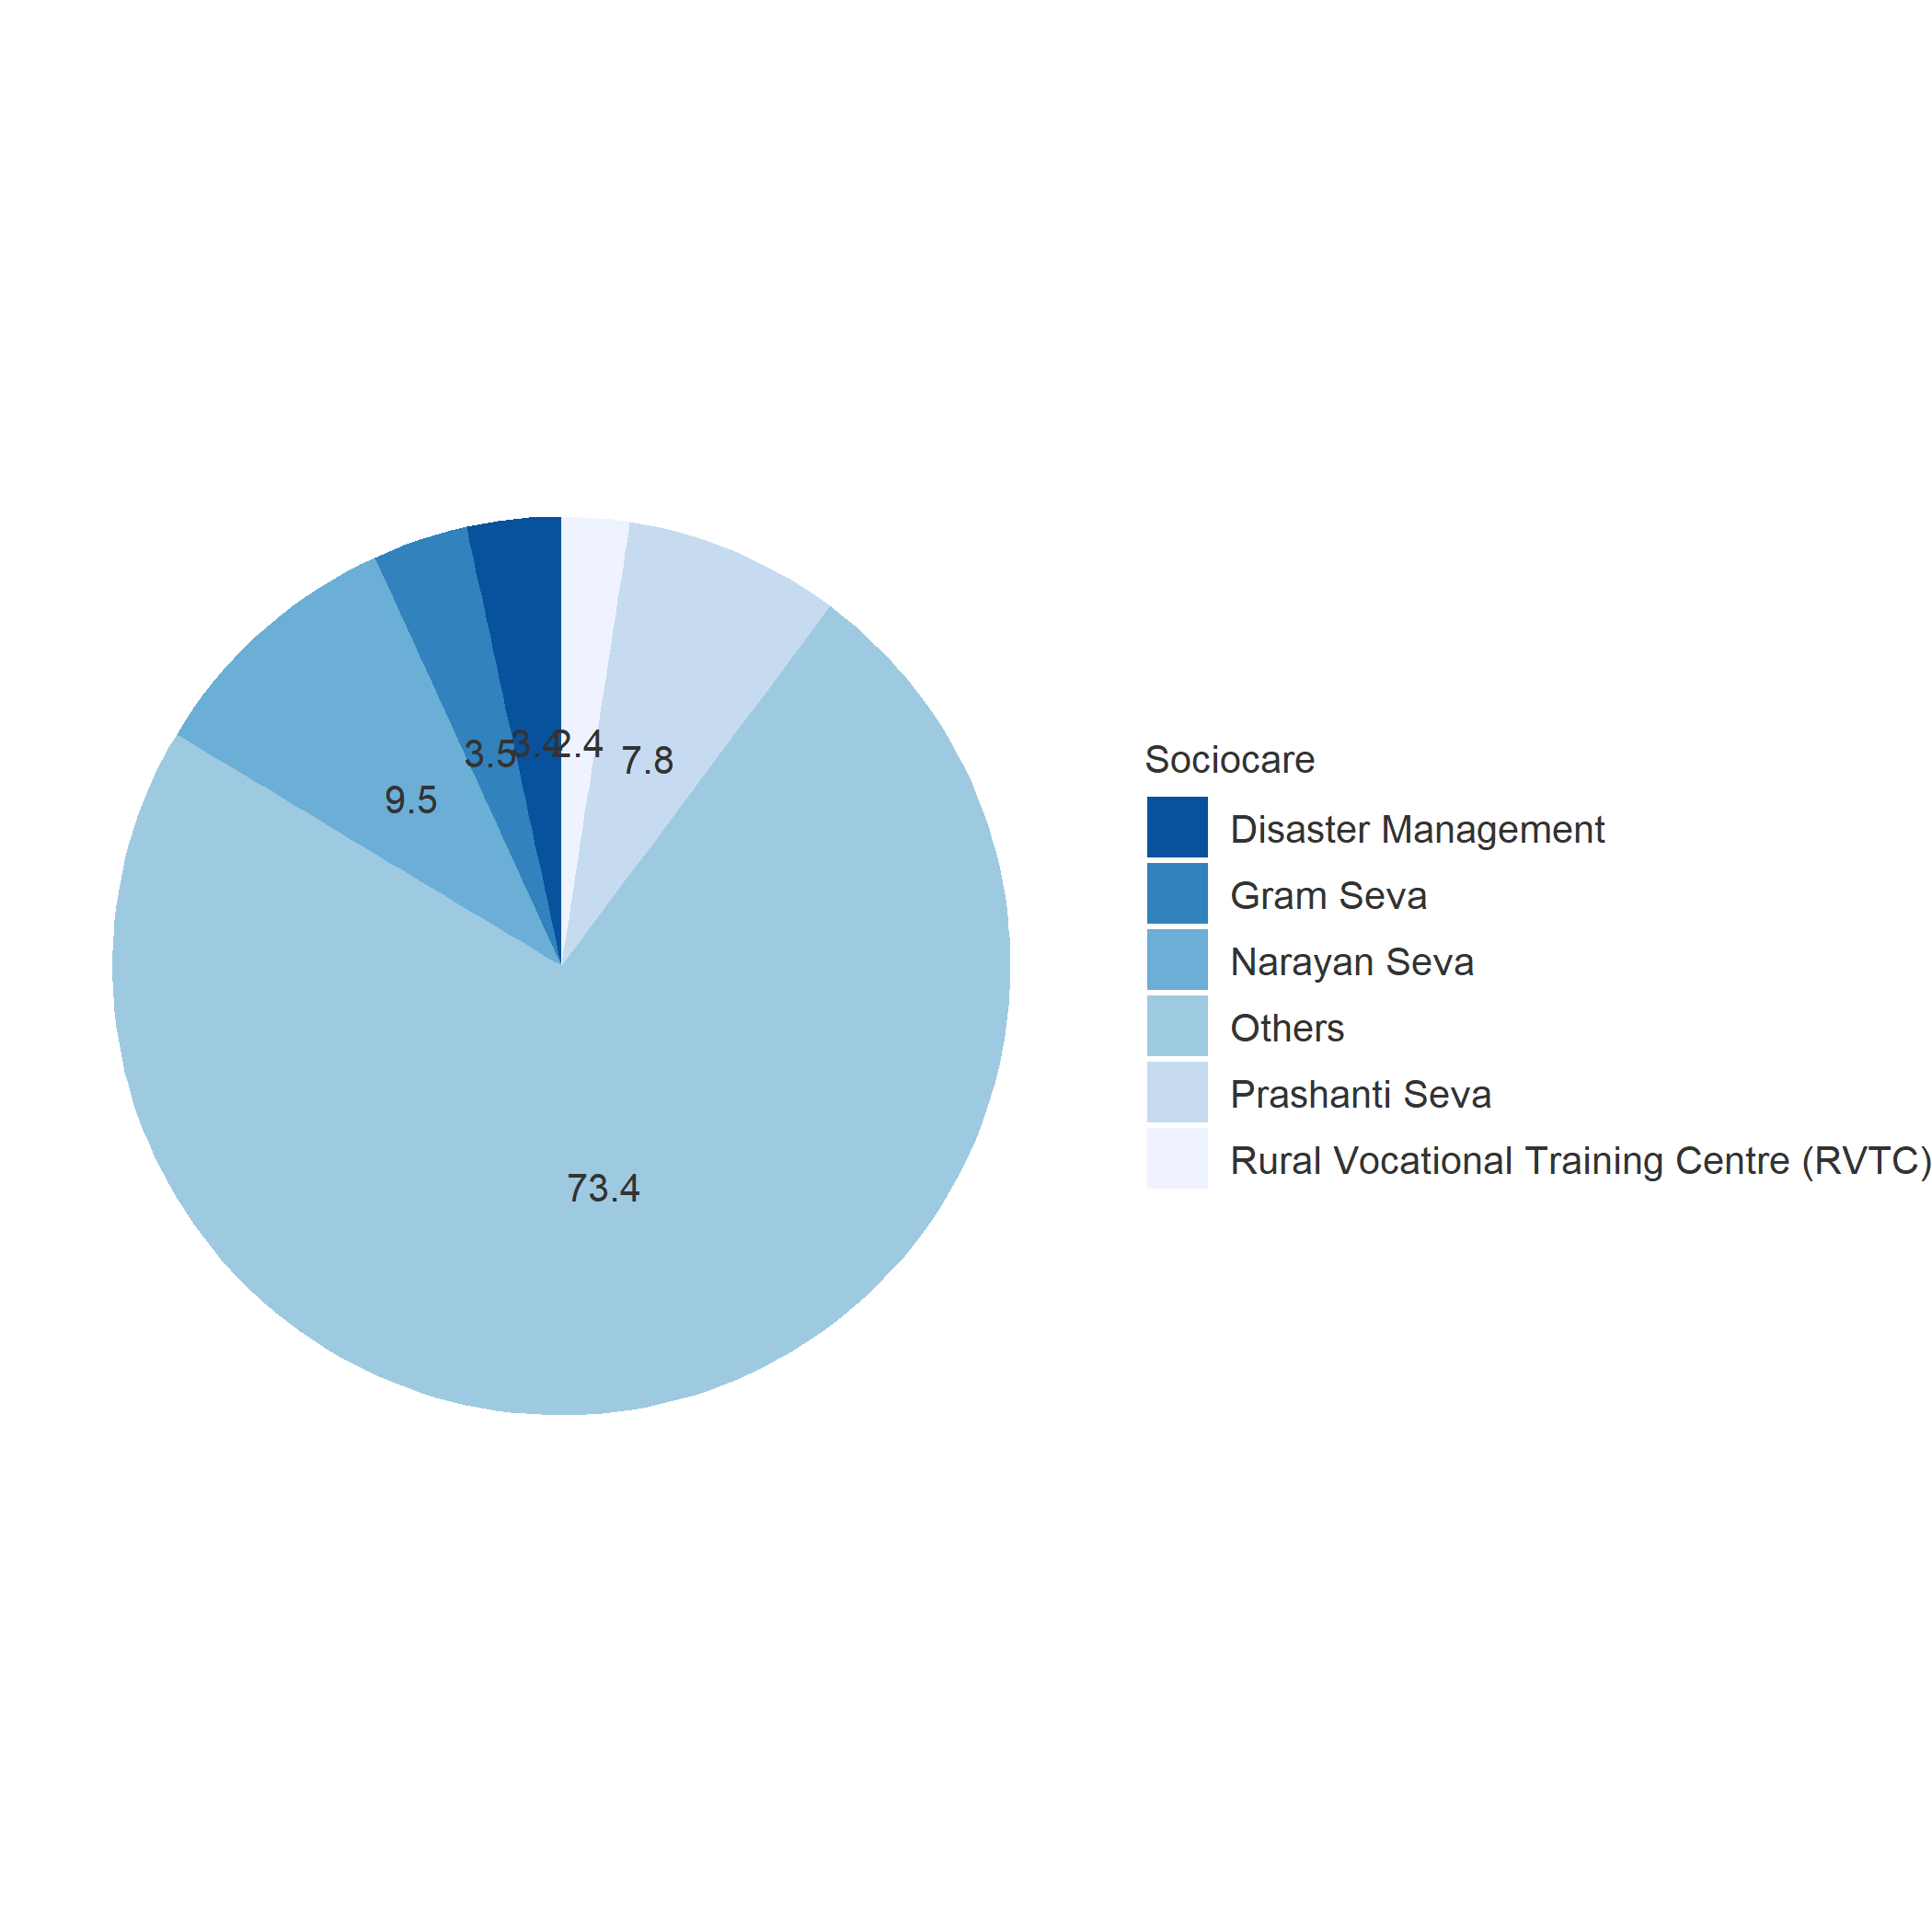 3.5
3.4
2.4
7.8
9.5
73.4
Sociocare
Disaster Management
Gram Seva
Narayan Seva
Others
Prashanti Seva
Rural Vocational Training Centre (RVTC)